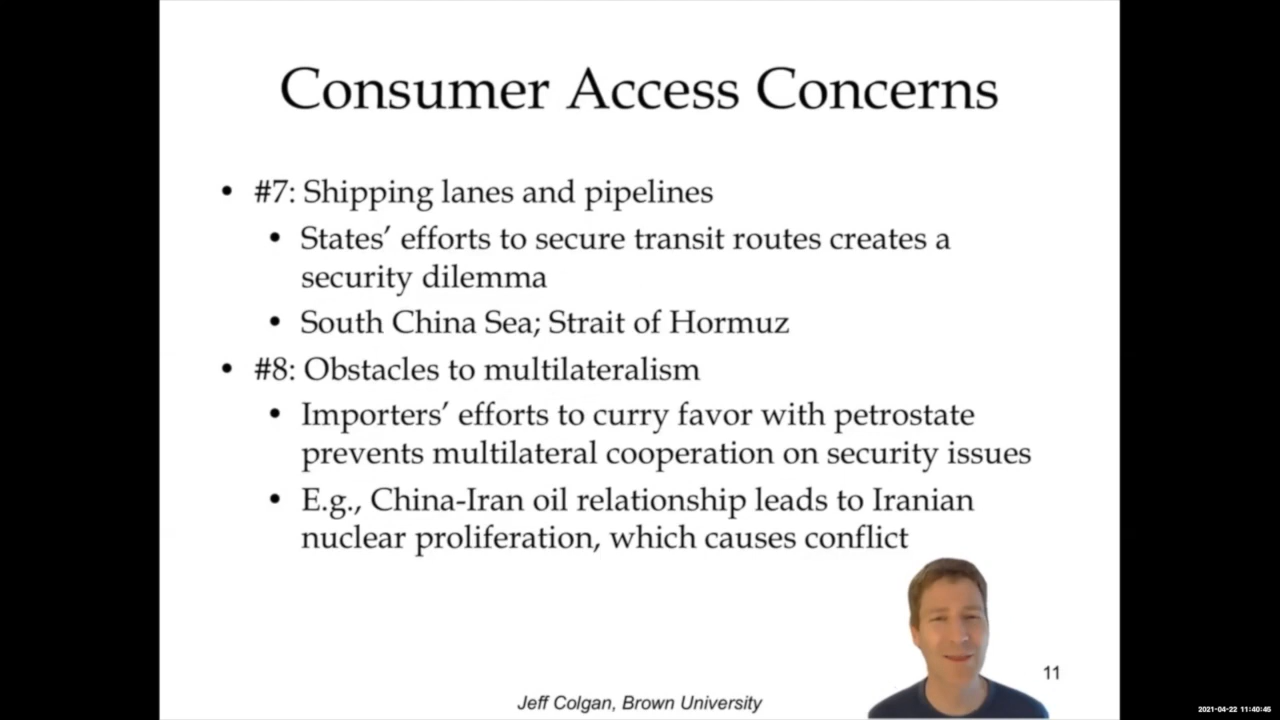 Consumer Access Concerns
• #7: Shipping lanes and pipelines
• States’ efforts to secure transit routes creates a
security dilemma
• South China Sea; Strait of Hormuz
• #8: Obstacles to multilateralism
• Importers’ efforts to curry favor with petrostate
prevents multilateral cooperation on security issues
• E.g., China-Iran oil relationship leads to Iranian
nuclear proliferation, which causes conflict
11
Jeff Colgan, Brown University
2021-04-22 11:40:45